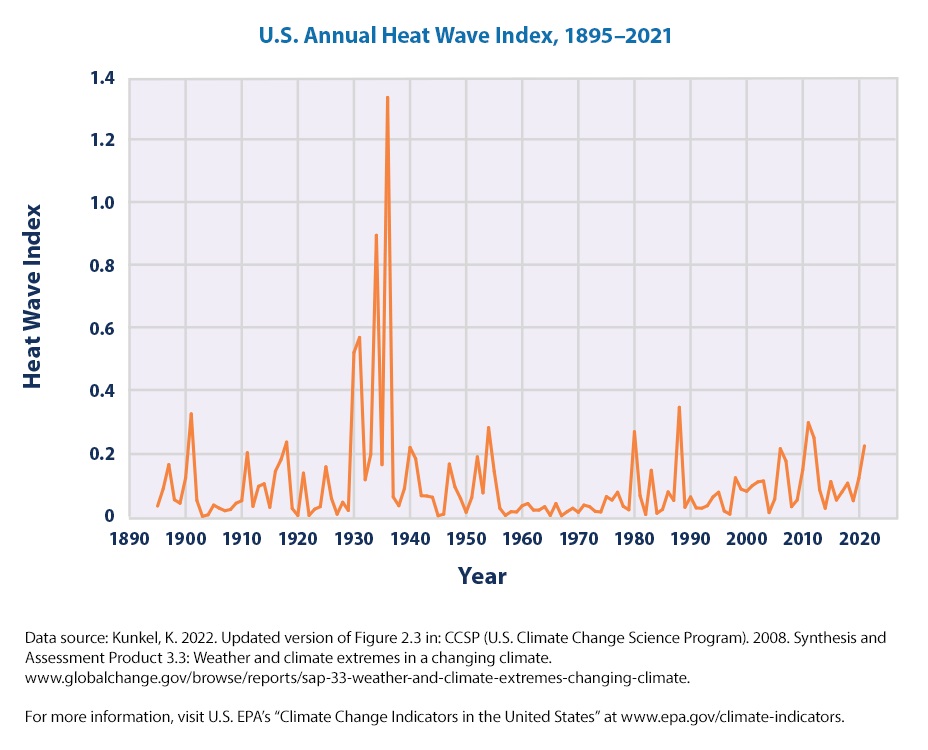 U.S. Annual Heat Wave Index, 1895–2021
1.4
1.2
1.0
0.8
0.6
0.4
0.2
0
Heat Wave Index
1890 1900 1910 1920 1930 1940 1950 1960 1970 1980 1990 2000 2010 2020
Year
Data source: Kunkel, K. 2022. Updated version of Figure 2.3 in: CCSP (U.S. Climate Change Science Program). 2008. Synthesis and
Assessment Product 3.3: Weather and climate extremes in a changing climate.
www.globalchange.gov/browse/reports/sap-33-weather-and-climate-extremes-changing-climate.
For more information, visit U.S. EPA’s “Climate Change Indicators in the United States” at www.epa.gov/climate-indicators.